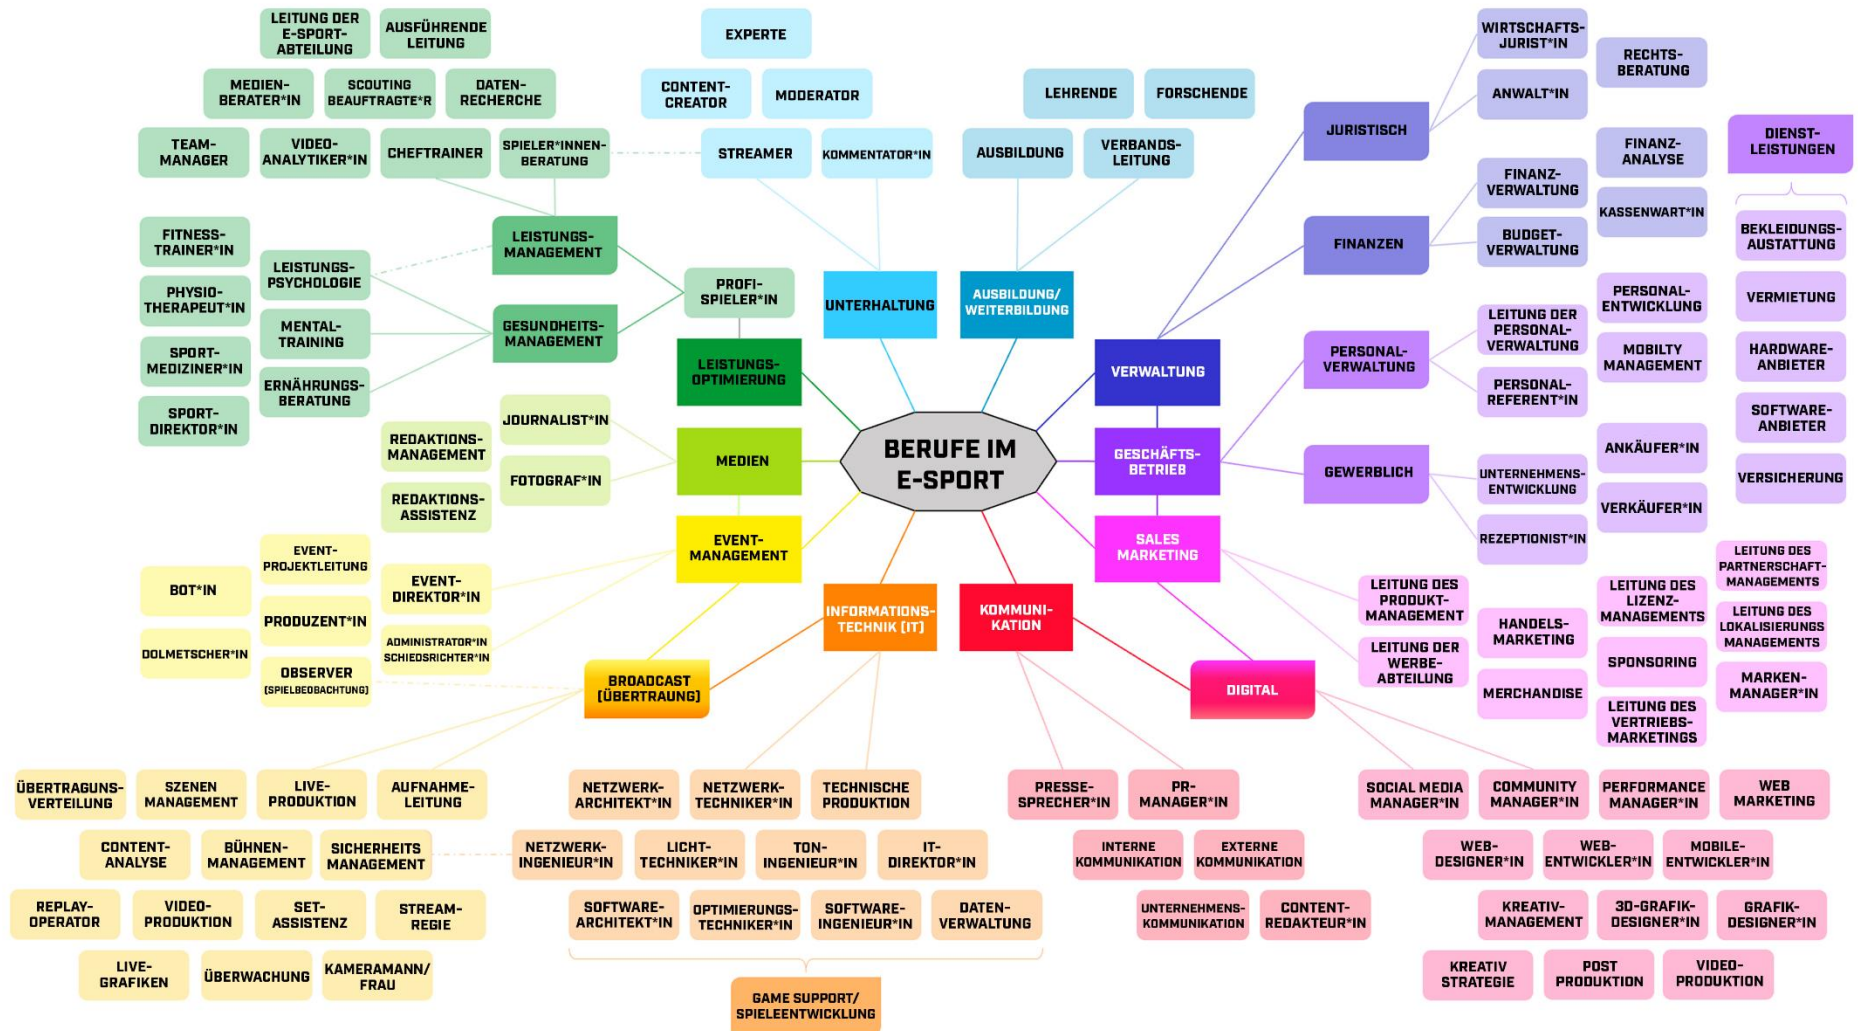 LEITUNG DER
E-SPORT-
ABTEILUNG
AUSFÜHRENDE
LEITUNG
MEDIEN-
BERATER*IN
SCOUTING
BEAUFTRAGTE*R
DATEN-
RECHERCHE
TEAM-
MANAGER
VIDEO-
ANALYTIKER*IN
CHEFTRAINER
SPIELER*INNEN-
BERATUNG
FITNESS-
TRAINER*IN
LEISTUNGS-
PSYCHOLOGIE
PHYSIO-
THERAPEUT*IN
MENTAL-
TRAINING
SPORT-
MEDIZINER*IN
ERNÄHRUNGS-
BERATUNG
SPORT-
DIREKTOR*IN
LEISTUNGS-
MANAGEMENT
GESUNDHEITS-
MANAGEMENT
PROFI-
SPIELER*IN
LEISTUNGS-
OPTIMIERUNG
EXPERTE
CONTENT-
CREATOR
MODERATOR
STREAMER
KOMMENTATOR*IN
UNTERHALTUNG
LEHRENDE
FORSCHENDE
AUSBILDUNG
VERBANDS-
LEITUNG
AUSBILDUNG/
WEITERBILDUNG
WIRTSCHAFTS-
JURIST*IN
RECHTS-
BERATUNG
ANWALT*IN
JURISTISCH
FINANZ-
ANALYSE
FINANZ-
VERWALTUNG
KASSENWART*IN
BUDGET-
VERWALTUNG
FINANZEN
VERWALTUNG
DIENST-
LEISTUNGEN
BEKLEIDUNGS-
AUSTATTUNG
VERMIETUNG
HARDWARE-
ANBIETER
SOFTWARE-
ANBIETER
VERSICHERUNG
PERSONAL-
ENTWICKLUNG
LEITUNG DER
PERSONAL-
VERWALTUNG
MOBILTY
MANAGEMENT
PERSONAL-
REFERENT*IN
PERSONAL-
VERWALTUNG
GESCHÄFTS-
BETRIEB
GEWERBLICH
ANKÄUFER*IN
UNTERNEHMENS-
ENTWICKLUNG
VERKÄUFER*IN
REZEPTIONIST*IN
BERUFE IM
E-SPORT
JOURNALIST*IN
REDAKTIONS-
MANAGEMENT
FOTOGRAF*IN
REDAKTIONS-
ASSISTENZ
MEDIEN
EVENT-
MANAGEMENT
EVENT-
PROJEKTLEITUNG
BOT*IN
EVENT-
DIREKTOR*IN
PRODUZENT*IN
DOLMETSCHER*IN
ADMINISTRATOR*IN
SCHIEDSRICHTER*IN
OBSERVER
(SPIELBEOBACHTUNG)
BROADCAST
(ÜBERTRAUNG)
INFORMATIONS-
TECHNIK (IT)
KOMMUNI-
KATION
SALES
MARKETING
DIGITAL
LEITUNG DES
PRODUKT-
MANAGEMENT
LEITUNG DER
WERBE-
ABTEILUNG
HANDELS-
MARKETING
MERCHANDISE
LEITUNG DES
LIZENZ-
MANAGEMENTS
SPONSORING
LEITUNG DES
VERTRIEBS-
MARKETINGS
LEITUNG DES
PARTNERSCHAFT-
MANAGEMENTS
LEITUNG DES
LOKALISIERUNGS
MANAGEMENTS
MARKEN-
MANAGER*IN
ÜBERTRAGUNS-
VERTEILUNG
SZENEN
MANAGEMENT
LIVE-
PRODUKTION
AUFNAHME-
LEITUNG
CONTENT-
ANALYSE
BÜHNEN-
MANAGEMENT
SICHERHEITS
MANAGEMENT
REPLAY-
OPERATOR
VIDEO-
PRODUKTION
SET-
ASSISTENZ
STREAM-
REGIE
LIVE-
GRAFIKEN
ÜBERWACHUNG
KAMERAMANN/
FRAU
NETZWERK-
ARCHITEKT*IN
NETZWERK-
TECHNIKER*IN
TECHNISCHE
PRODUKTION
NETZWERK-
INGENIEUR*IN
LICHT-
TECHNIKER*IN
TON-
INGENIEUR*IN
IT-
DIREKTOR*IN
SOFTWARE-
ARCHITEKT*IN
OPTIMIERUNGS-
TECHNIKER*IN
SOFTWARE-
INGENIEUR*IN
DATEN-
VERWALTUNG
GAME SUPPORT/
SPIELEENTWICKLUNG
PRESSE-
SPRECHER*IN
PR-
MANAGER*IN
INTERNE
KOMMUNIKATION
EXTERNE
KOMMUNIKATION
UNTERNEHMENS-
KOMMUNIKATION
CONTENT-
REDAKTEUR*IN
SOCIAL MEDIA
MANAGER*IN
COMMUNITY
MANAGER*IN
PERFORMANCE
MANAGER*IN
WEB
MARKETING
WEB-
DESIGNER*IN
WEB-
ENTWICKLER*IN
MOBILE-
ENTWICKLER*IN
KREATIV-
MANAGEMENT
3D-GRAFIK-
DESIGNER*IN
GRAFIK-
DESIGNER*IN
KREATIV
STRATEGIE
POST
PRODUKTION
VIDEO-
PRODUKTION